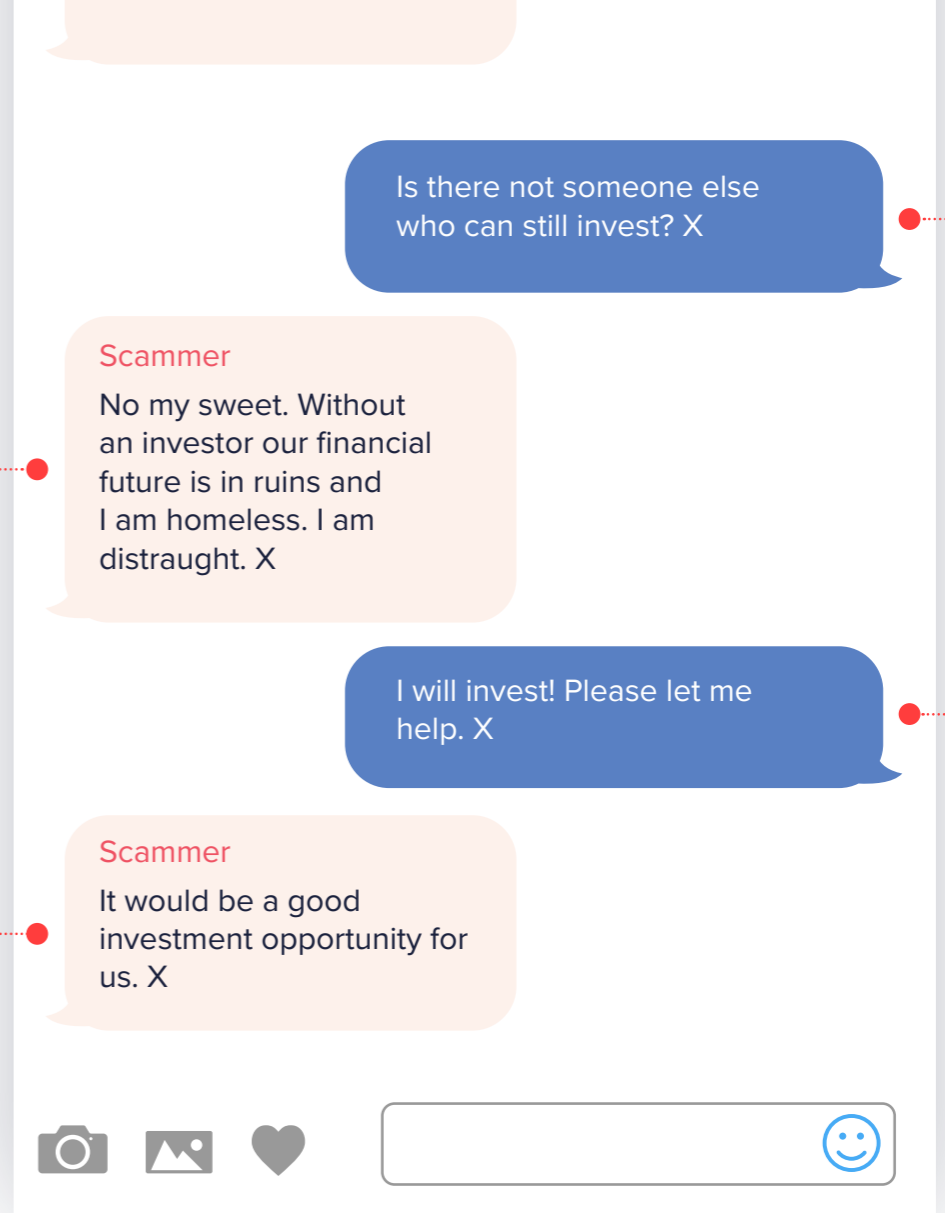 Is there not someone else
who can still invest? X
Scammer
No my sweet. Without
an investor our financial
future is in ruins and
I am homeless. I am
distraught. X
I will invest! Please let me
help. X
Scammer
It would be a good
investment opportunity for
us. X